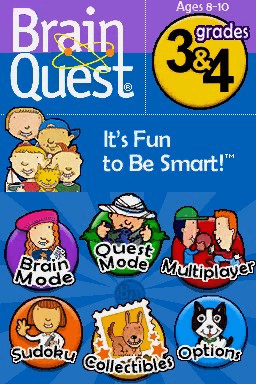 Ages 8-10
Brain
Quest®
grades
3&4
It's Fun
to Be Smart!™
Brain
Mode
Quest
Mode
Multiplayer
Sudoku
Collectibles
Options